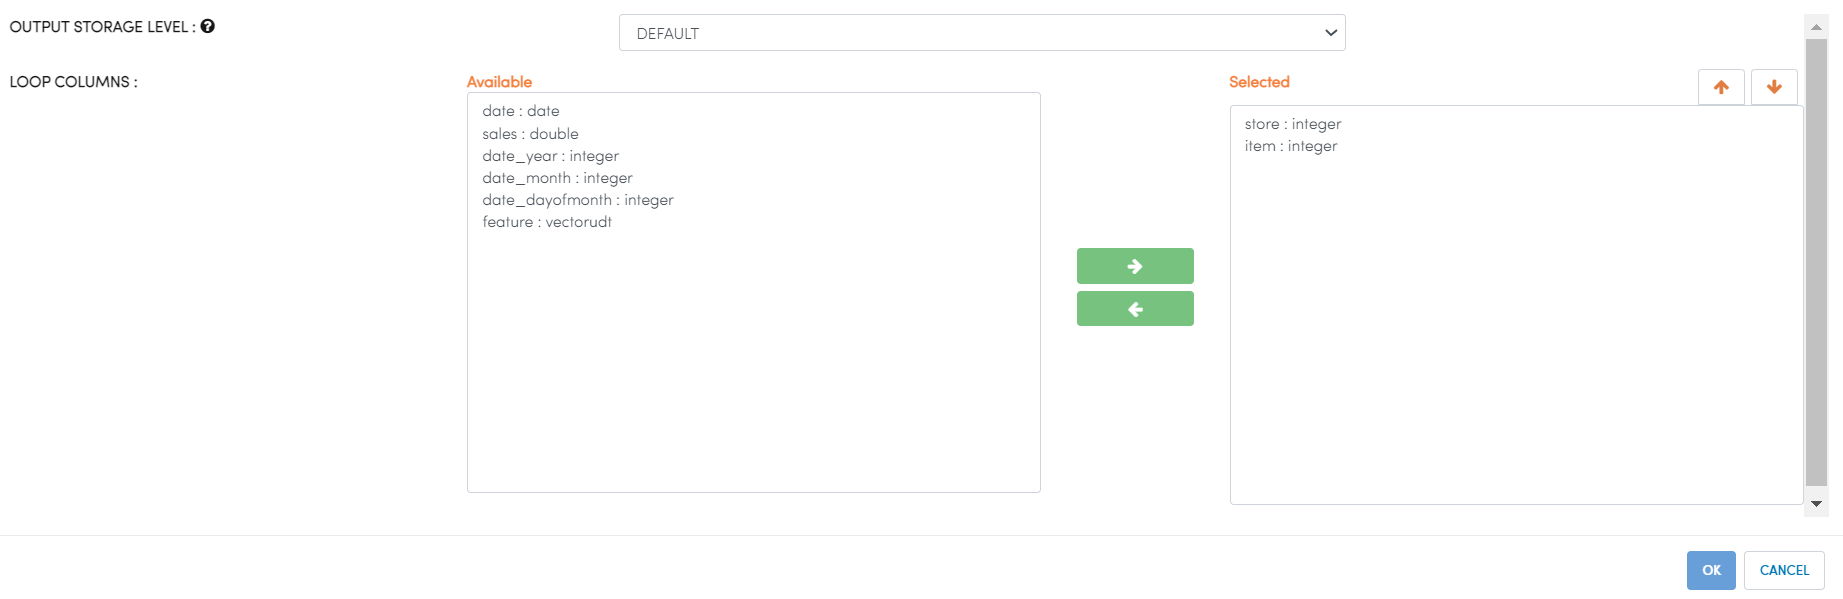 OUTPUT STORAGE LEVEL :
DEFAULT
LOOP COLUMNS :
Available
date : date
sales : double
date_year : integer
date_month : integer
date_dayofmonth : integer
feature : vectorudt
Selected
store : integer
item : integer
OK
CANCEL